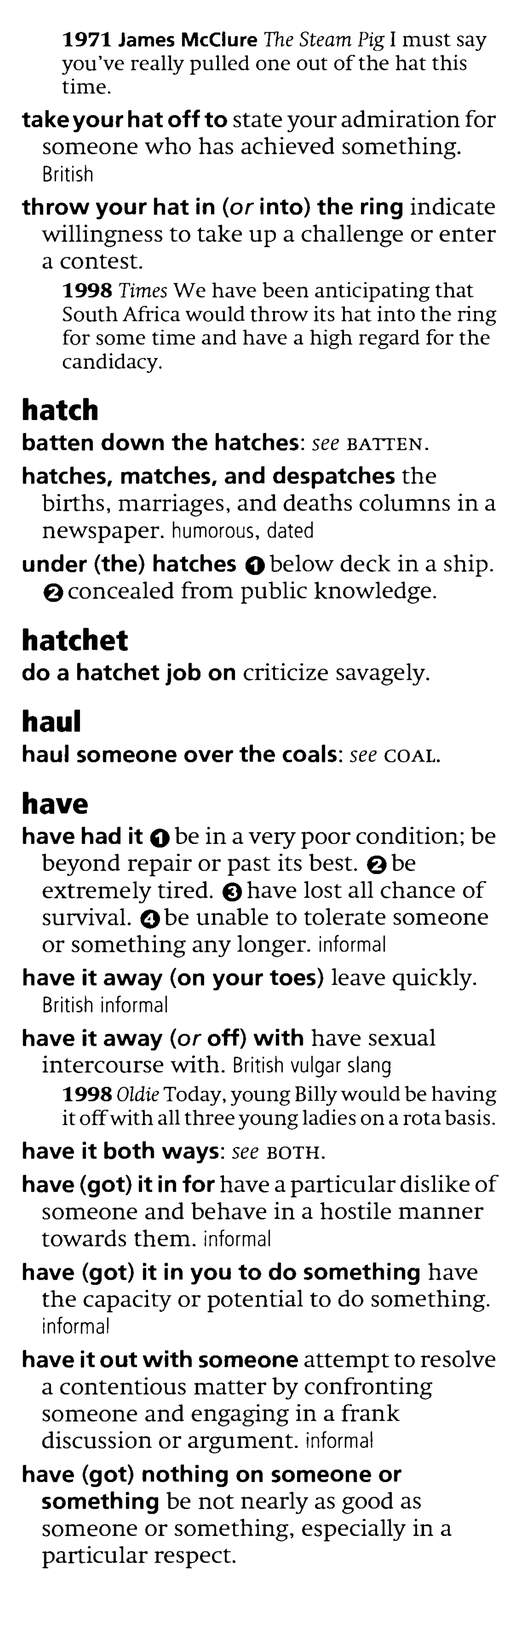 1971 James McClure The Steam Pig I must say
you've really pulled one out of the hat this
time.
take your hat off to state your admiration for
someone who has achieved something.
British
throw your hat in (or into) the ring indicate
willingness to take up a challenge or enter
a contest.
1998 Times We have been anticipating that
South Africa would throw its hat into the ring
for some time and have a high regard for the
candidacy.
hatch
batten down the hatches: see BATTEN.
hatches, matches, and despatches the
births, marriages, and deaths columns in a
newspaper. humorous, dated
under (the) hatches ❶ below deck in a ship.
❷ concealed from public knowledge.
hatchet
do a hatchet job on criticize savagely.
haul
haul someone over the coals: see COAL.
have
have had it ❶ be in a very poor condition; be
beyond repair or past its best. ❷ be
extremely tired. ❸ have lost all chance of
survival. ❹ be unable to tolerate someone
or something any longer. informal
have it away (on your toes) leave quickly.
British informal
have it away (or off) with have sexual
intercourse with. British vulgar slang
1998 Oldie Today, young Billy would be having
it off with all three young ladies on a rota basis.
have it both ways: see BOTH.
have (got) it in for have a particular dislike of
someone and behave in a hostile manner
towards them. informal
have (got) it in you to do something have
the capacity or potential to do something.
informal
have it out with someone attempt to resolve
a contentious matter by confronting
someone and engaging in a frank
discussion or argument. informal
have (got) nothing on someone or
something be not nearly as good as
someone or something, especially in a
particular respect.